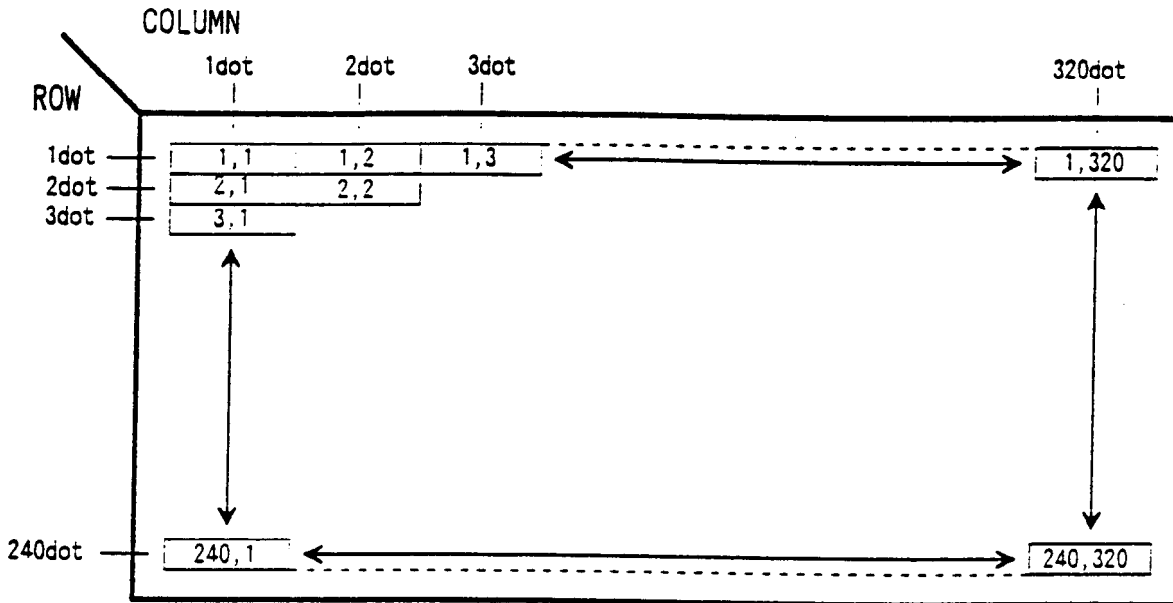 COLUMN
1dot 2dot 3dot 320dot
ROW
1dot 1,1 1,2 1,3 1,320
2dot 2,1 2,2
3dot 3,1
240dot 240,1 240,320